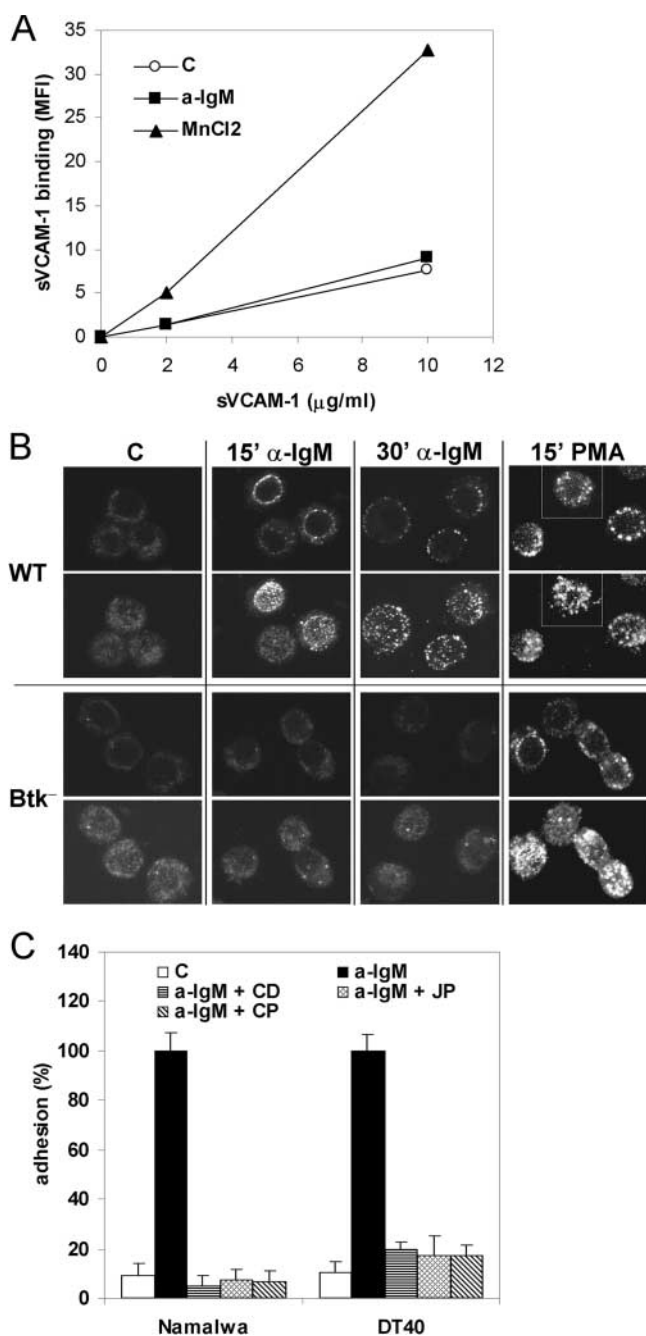 A
35
30
25
20
15
10
5
0
C
a-IgM
MnCl2
sVCAM-1 binding (MFI)
0 2 4 6 8 10 12
sVCAM-1 (µg/ml)
B
C 15' α-IgM 30' α-IgM 15' PMA
WT
Btk⁻
C
140
120
100
80
60
40
20
0
C a-IgM
a-IgM + CD a-IgM + JP
a-IgM + CP
adhesion (%)
Namalwa DT40